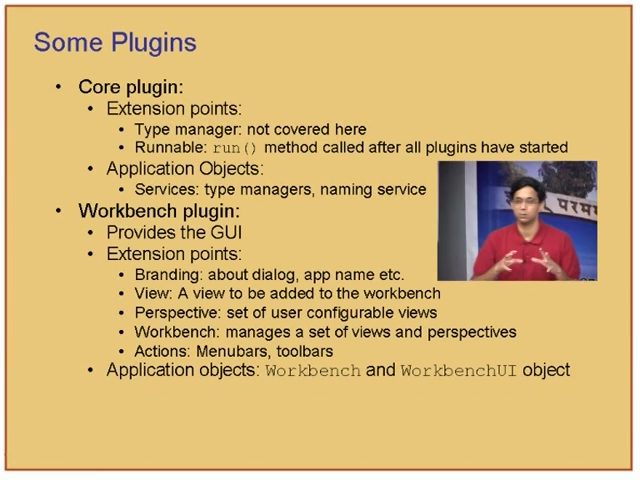 Some Plugins
• Core plugin:
• Extension points:
• Type manager: not covered here
• Runnable: run() method called after all plugins have started
• Application Objects:
• Services: type managers, naming service
• Workbench plugin:
• Provides the GUI
• Extension points:
• Branding: about dialog, app name etc.
• View: A view to be added to the workbench
• Perspective: set of user configurable views
• Workbench: manages a set of views and perspectives
• Actions: Menubars, toolbars
• Application objects: Workbench and WorkbenchUI object